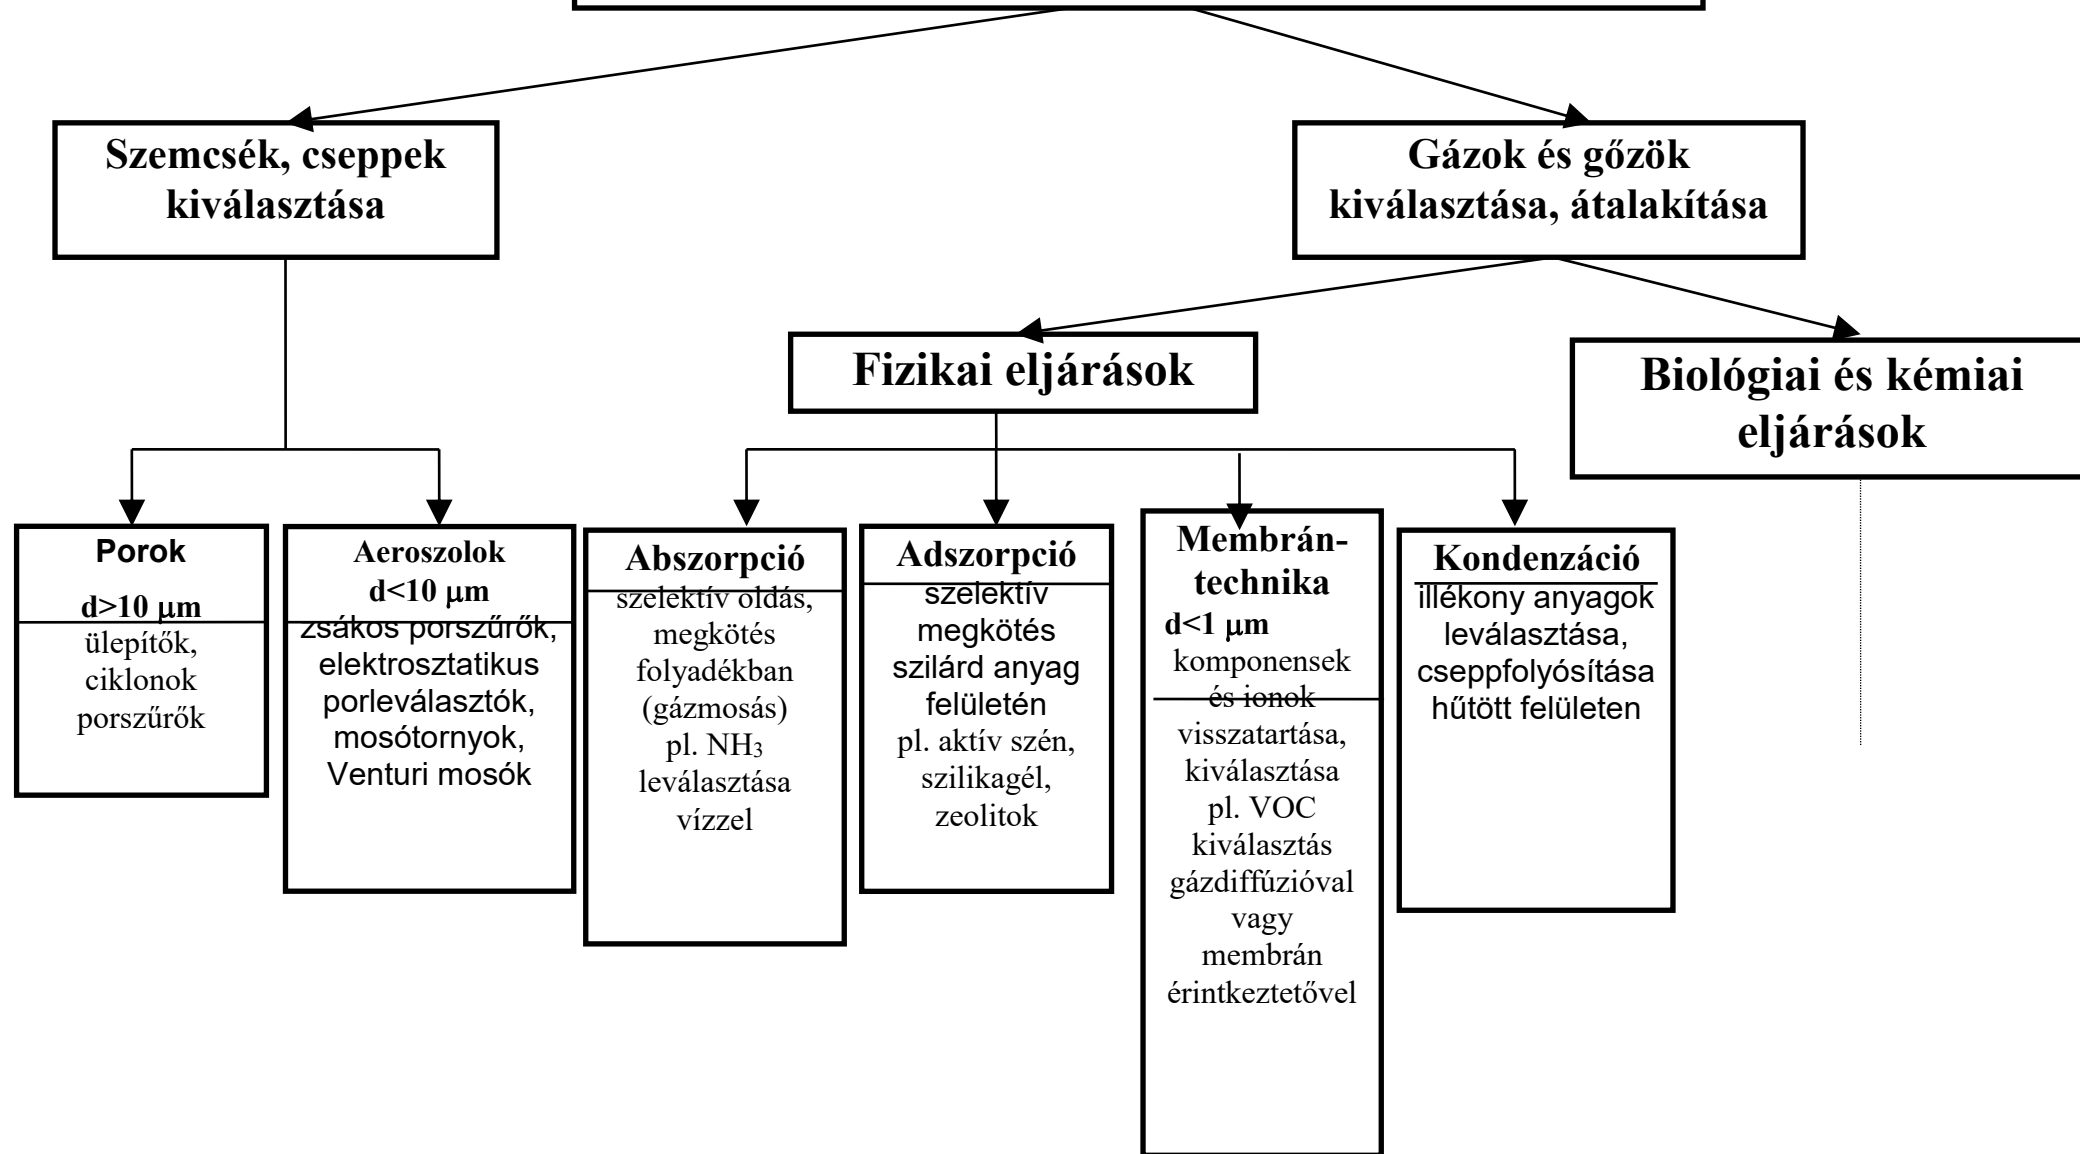 Szemcsék, cseppek
kiválasztása
Gázok és gőzök
kiválasztása, átalakítása
Fizikai eljárások
Biológiai és kémiai
eljárások
Porok
d>10 μm
ülepítők,
ciklonok
porszűrők
Aeroszolok
d<10 μm
zsákos porszűrők,
elektrosztatikus
porleválasztók,
mosótornyok,
Venturi mosók
Abszorpció
szelektív oldás,
megkötés
folyadékban
(gázmosás)
pl. NH₃
leválasztása
vízzel
Adszorpció
szelektív
megkötés
szilárd anyag
felületén
pl. aktív szén,
szilikagél,
zeolitok
Membrán-
technika
d<1 μm
komponensek
és ionok
visszatartása,
kiválasztása
pl. VOC
kiválasztás
gázdiffúzióval
vagy
membrán
érintkeztetővel
Kondenzáció
illékony anyagok
leválasztása,
cseppfolyósítása
hűtött felületen